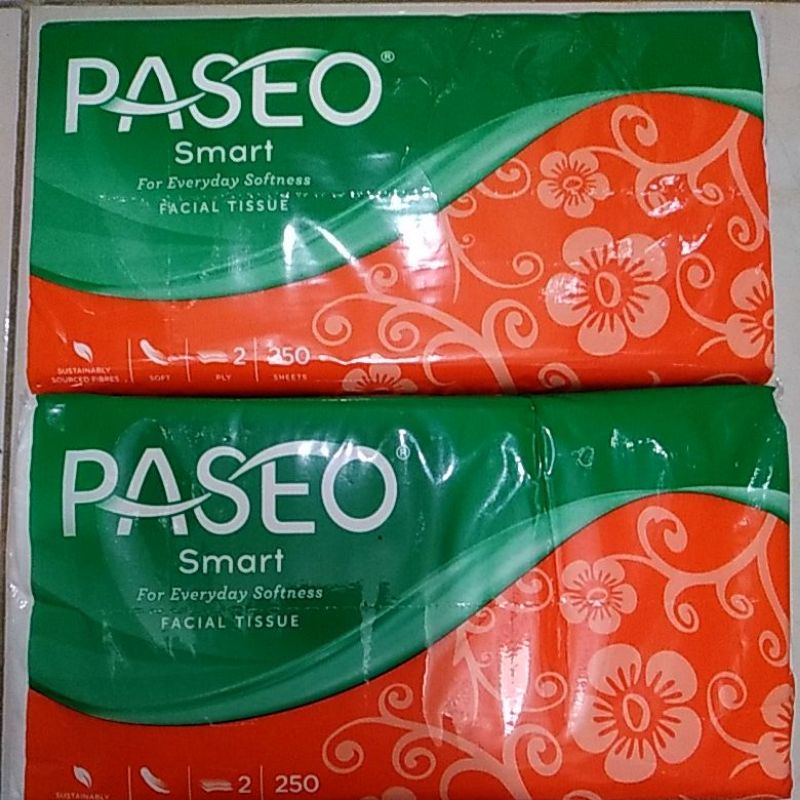 PASEO®
Smart
For Everyday Softness
FACIAL TISSUE
SUSTAINABLY
SOURCED FIBRES
SOFT
2
PLY
250
SHEETS
PASEO®
Smart
For Everyday Softness
FACIAL TISSUE
SUSTAINABLY
2
250